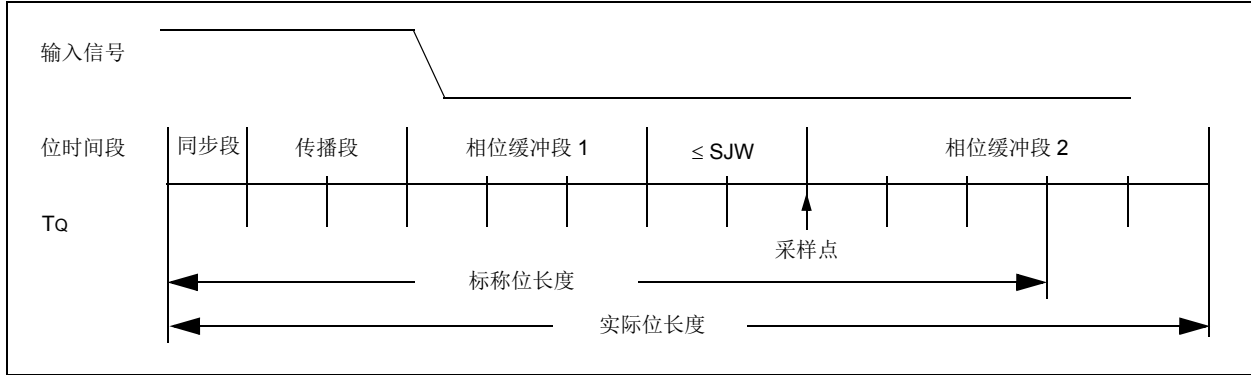 输入信号
位时间段
同步段
传播段
相位缓冲段 1
≤ SJW
相位缓冲段 2
TQ
采样点
标称位长度
实际位长度